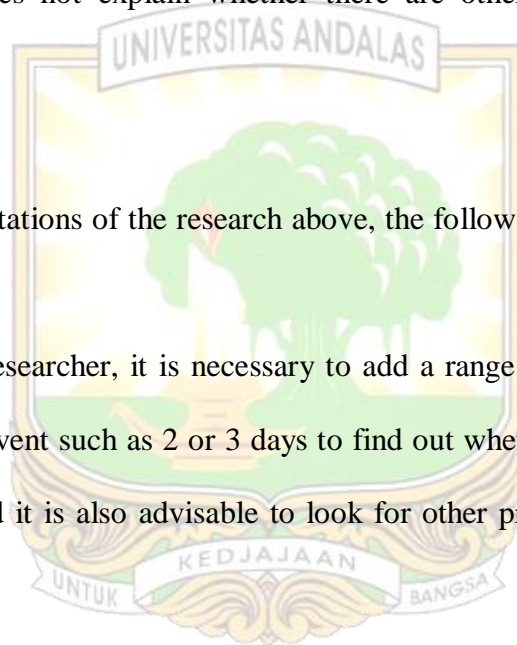 es not explain whether there are other
UNIVERSITAS ANDALAS
tations of the research above, the follow
esearcher, it is necessary to add a range
vent such as 2 or 3 days to find out whe
d it is also advisable to look for other p
KEDJAJAAN
UNTUK BANGSA